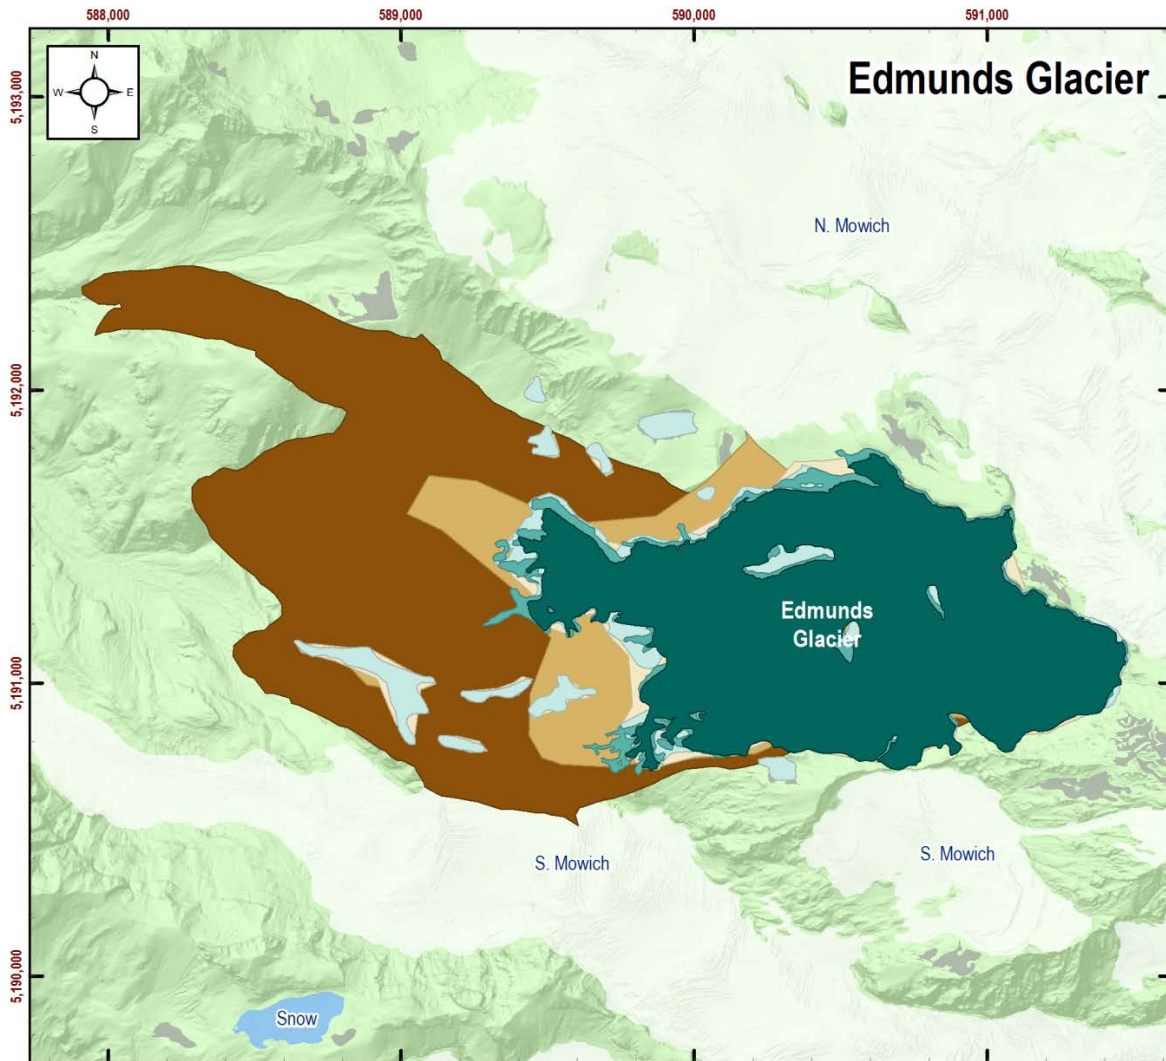 588,000
589,000
590,000
591,000
N
W
E
S
Edmunds Glacier
5,193,000
5,192,000
5,191,000
5,190,000
N. Mowich
Edmunds
Glacier
S. Mowich
S. Mowich
Snow